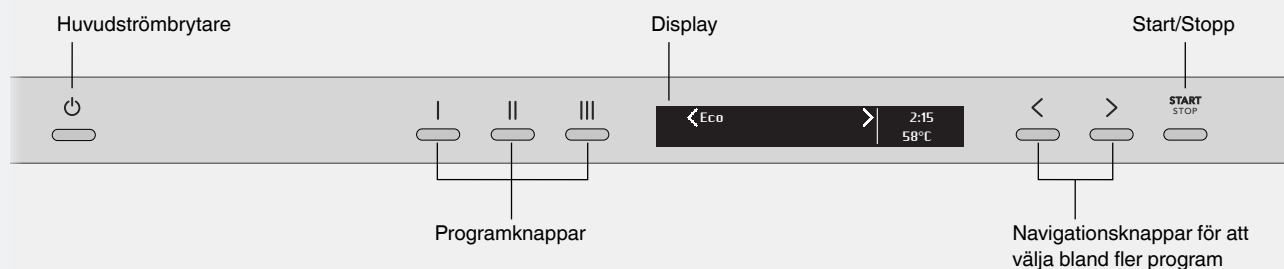 Huvudströmbrytare
Display
Start/Stopp
I
II
III
Eco
2:15
58°C
START
STOP
Programknappar
Navigationsknappar för att
välja bland fler program